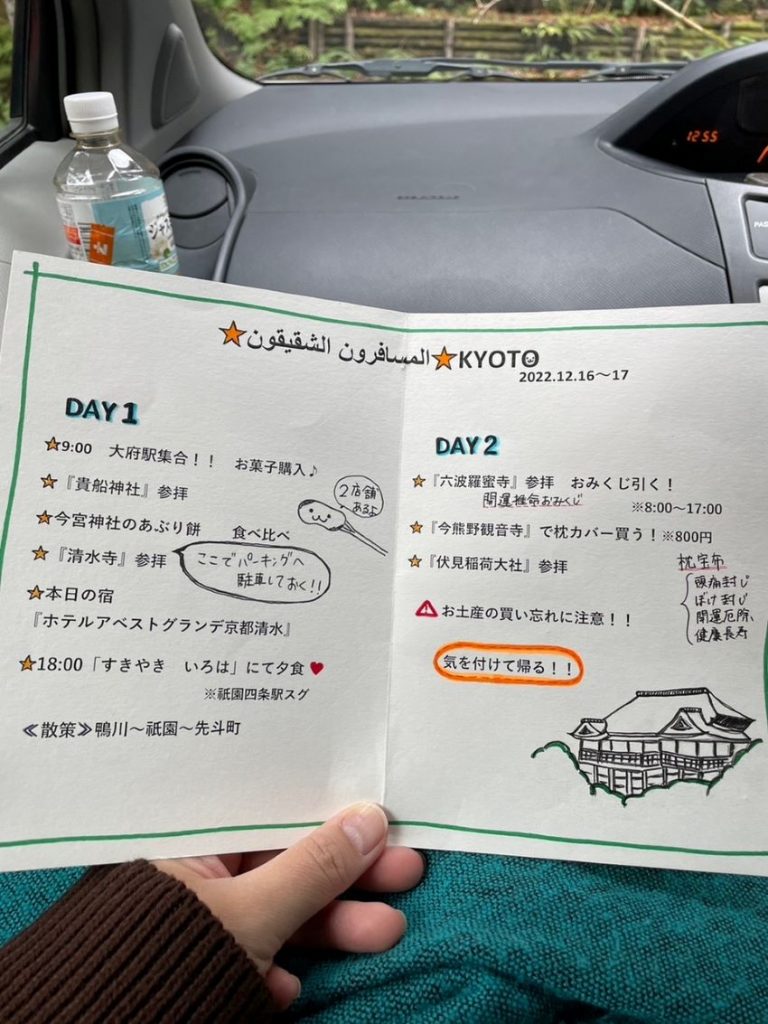 12:55
ジャス
★المسافرون الشقيقون★KYOTO
2022.12.16～17
DAY1
★9:00 大府駅集合！！ お菓子購入♪
★『貴船神社』参拝
★今宮神社のあぶり餅 食べ比べ
2店舗
あるよ
★『清水寺』参拝
ここでパーキングへ
駐車しておく!!
★本日の宿
『ホテルアベストグランデ京都清水』
★18:00「すきやき いろは」にて夕食♥
※祇園四条駅スグ
≪散策≫鴨川～祇園～先斗町
DAY2
★『六波羅蜜寺』参拝 おみくじ引く！
開運推命おみくじ
※8:00～17:00
★『今熊野観音寺』で枕カバー買う！※800円
★『伏見稲荷大社』参拝
枕宝布
頭痛封じ
ぼけ封じ
開運厄除、
健康長寿
⚠お土産の買い忘れに注意！！
気を付けて帰る！！